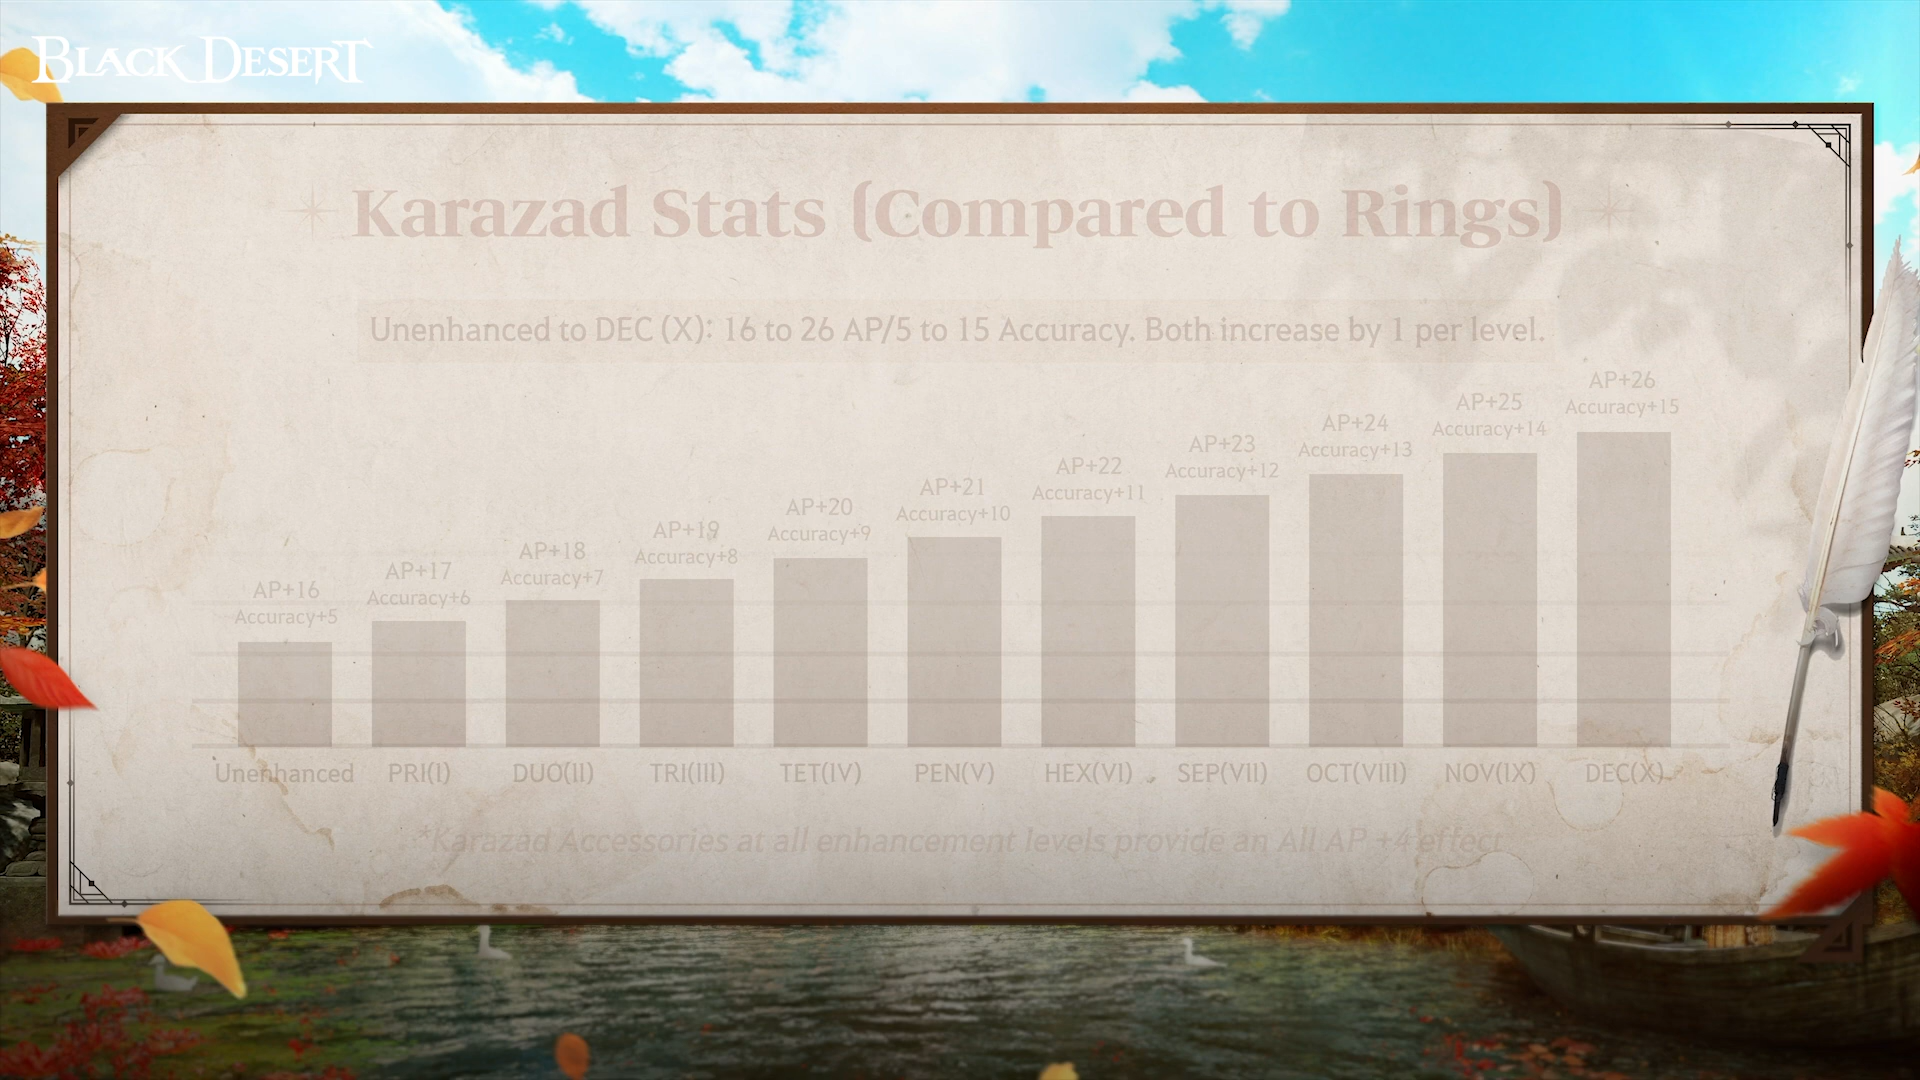 BLACK DESERT
Karazad Stats (Compared to Rings)
Unenhanced to DEC (X): 16 to 26 AP/5 to 15 Accuracy. Both increase by 1 per level.
AP+16
Accuracy+5
AP+17
Accuracy+6
AP+18
Accuracy+7
AP+19
Accuracy+8
AP+20
Accuracy+9
AP+21
Accuracy+10
AP+22
Accuracy+11
AP+23
Accuracy+12
AP+24
Accuracy+13
AP+25
Accuracy+14
AP+26
Accuracy+15
Unenhanced PRI(I) DUO(II) TRI(III) TET(IV) PEN(V) HEX(VI) SEP(VII) OCT(VIII) NOV(IX) DEC(X)
*Karazad Accessories at all enhancement levels provide an All AP +4 effect